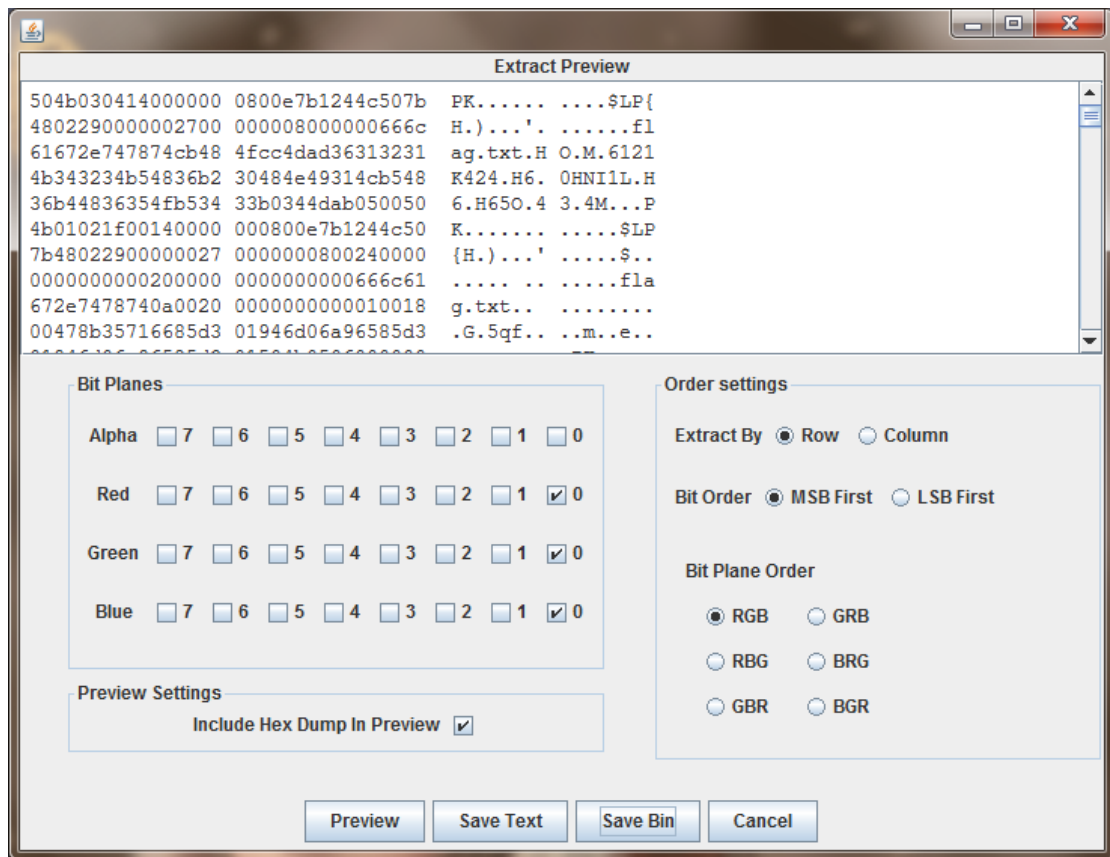 Extract Preview
504b030414000000 0800e7b1244c507b PK...... ....$LP{
4802290000002700 000008000000666c H.)...'. ......fl
61672e747874cb48 4fcc4dad36313231 ag.txt.H O.M.6121
4b343234b54836b2 30484e49314cb548 K424.H6. 0HNI1L.H
36b44836354fb534 33b0344dab050050 6.H65O.4 3.4M...P
4b01021f00140000 000800e7b1244c50 K....... .....$LP
7b48022900000027 0000000800240000 {H.)...' .....$..
0000000000200000 0000000000666c61 ..... .. .....fla
672e7478740a0020 0000000000010018 g.txt.. ........
00478b35716685d3 01946d06a96585d3 .G.5qf.. ..m..e..
Bit Planes
Alpha 7 6 5 4 3 2 1 0
Red 7 6 5 4 3 2 1 0
Green 7 6 5 4 3 2 1 0
Blue 7 6 5 4 3 2 1 0
Preview Settings
Include Hex Dump In Preview
Order settings
Extract By Row Column
Bit Order MSB First LSB First
Bit Plane Order
RGB GRB
RBG BRG
GBR BGR
Preview Save Text Save Bin Cancel